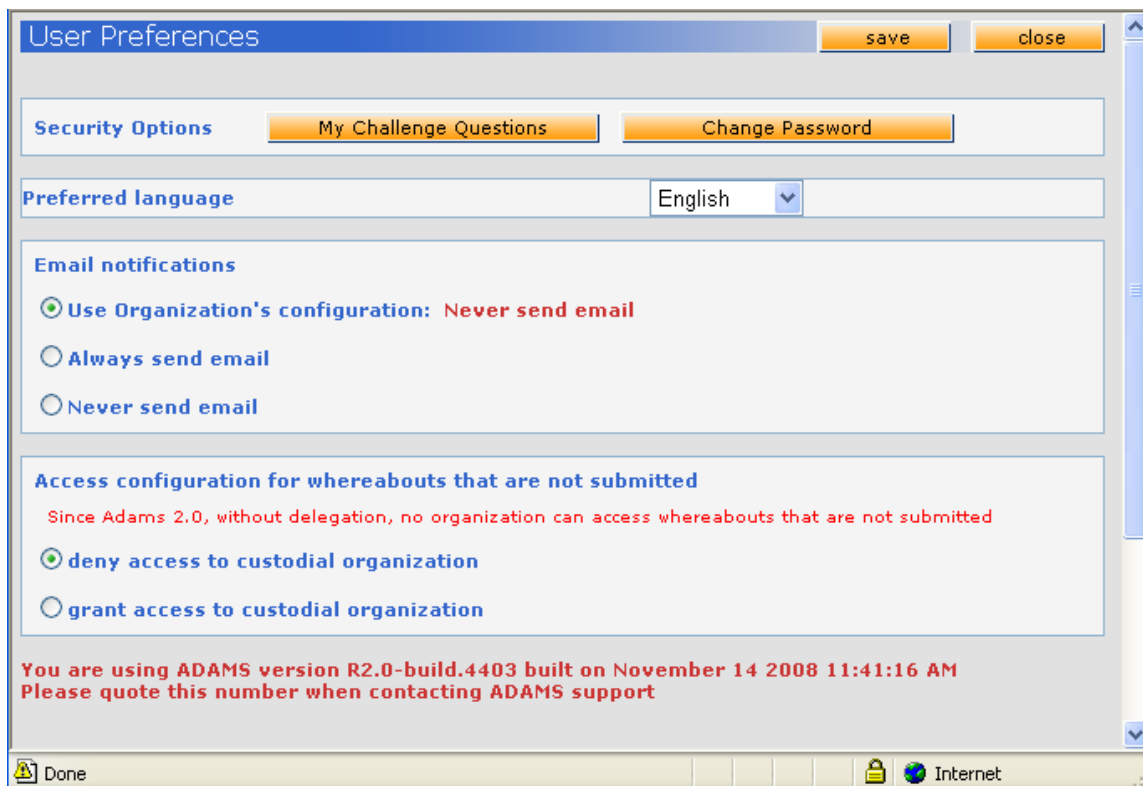 User Preferences save close
Security Options My Challenge Questions Change Password
Preferred language English
Email notifications
Use Organization's configuration: Never send email
Always send email
Never send email
Access configuration for whereabouts that are not submitted
Since Adams 2.0, without delegation, no organization can access whereabouts that are not submitted
deny access to custodial organization
grant access to custodial organization
You are using ADAMS version R2.0-build.4403 built on November 14 2008 11:41:16 AM
Please quote this number when contacting ADAMS support
Done Internet